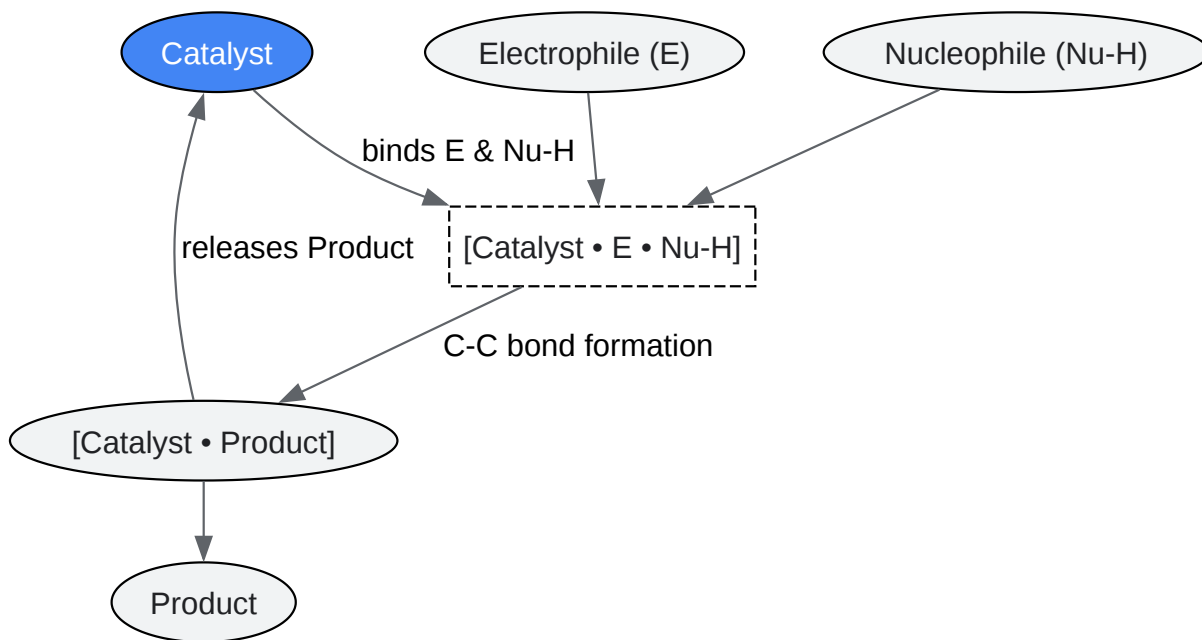 Catalyst
Electrophile (E)
Nucleophile (Nu-H)
binds E & Nu-H
releases Product
[Catalyst • E • Nu-H]
C-C bond formation
[Catalyst • Product]
Product